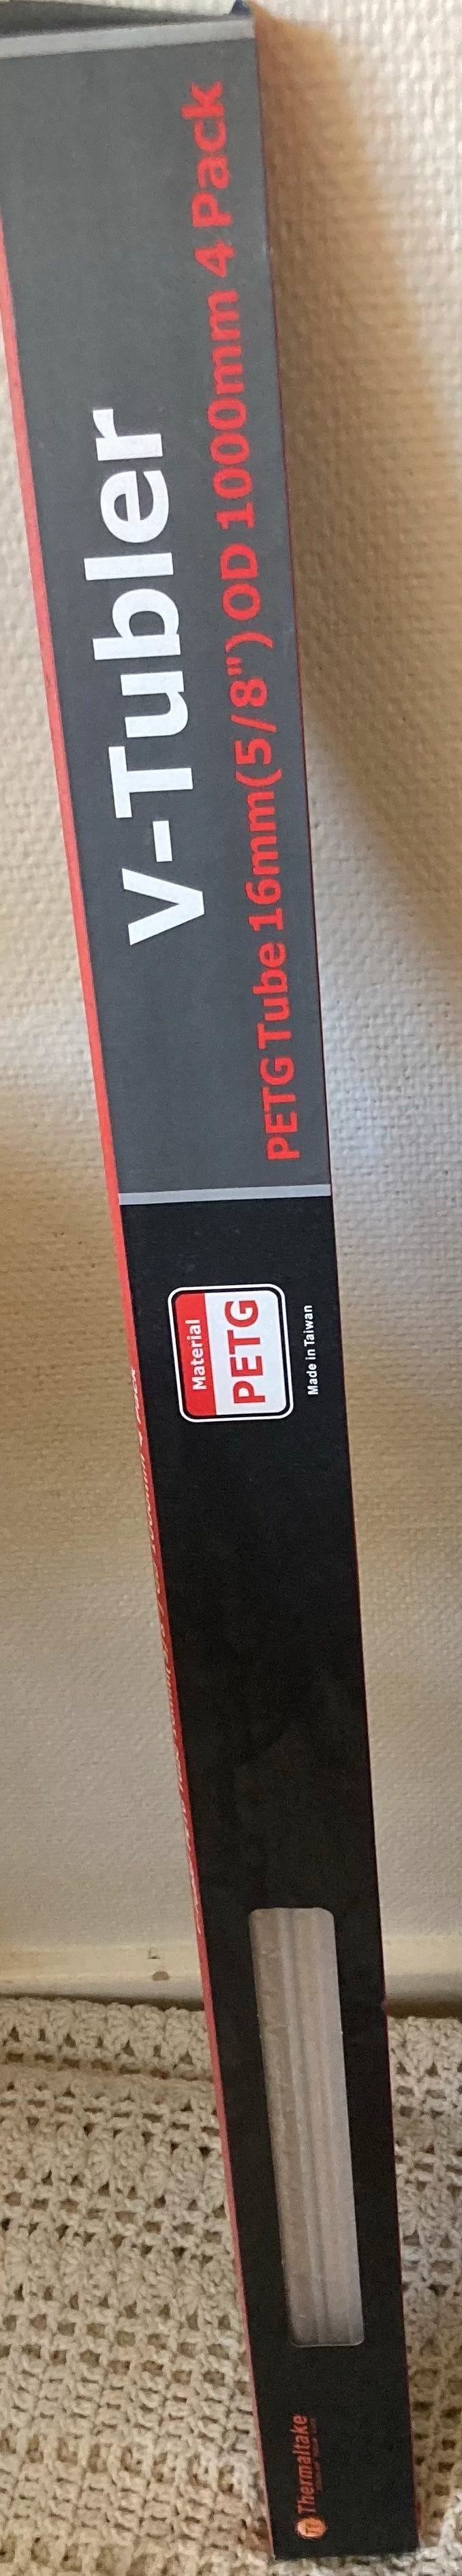 V-Tubler
PETG Tube 16mm(5/8") OD 1000mm 4 Pack
Material
PETG
Made in Taiwan
Thermaltake